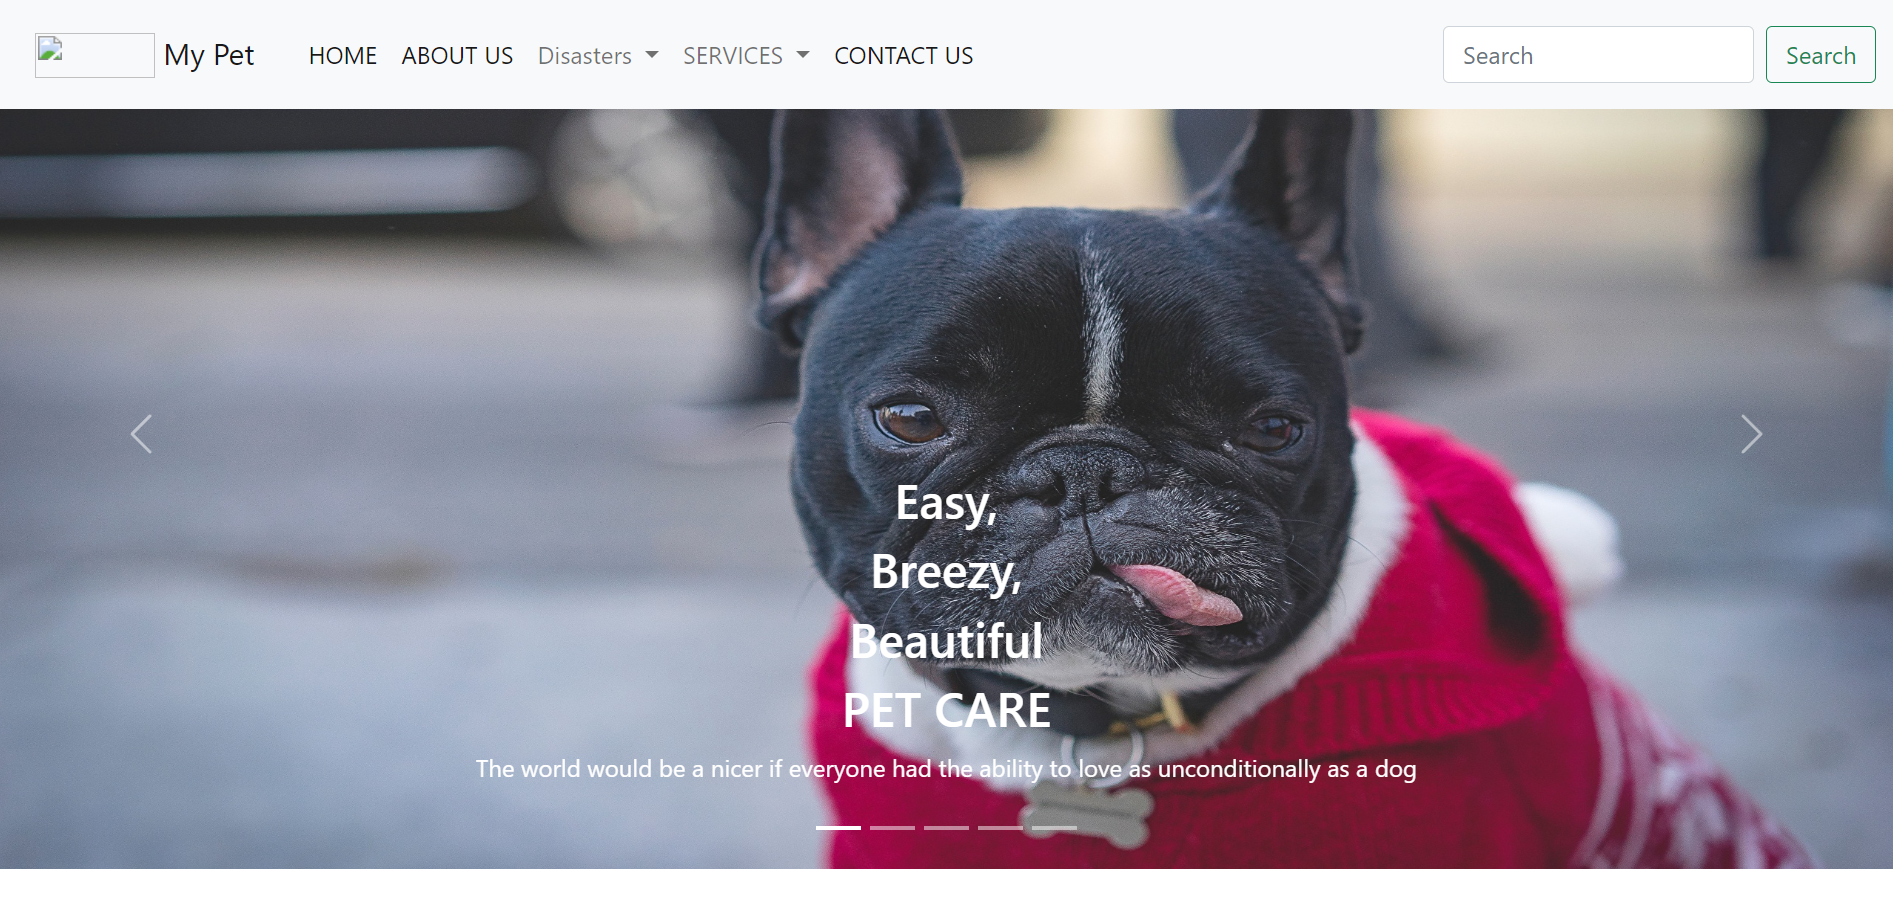 My Pet
HOME ABOUT US Disasters SERVICES CONTACT US
Search Search
Easy,
Breezy,
Beautiful
PET CARE
The world would be a nicer if everyone had the ability to love as unconditionally as a dog